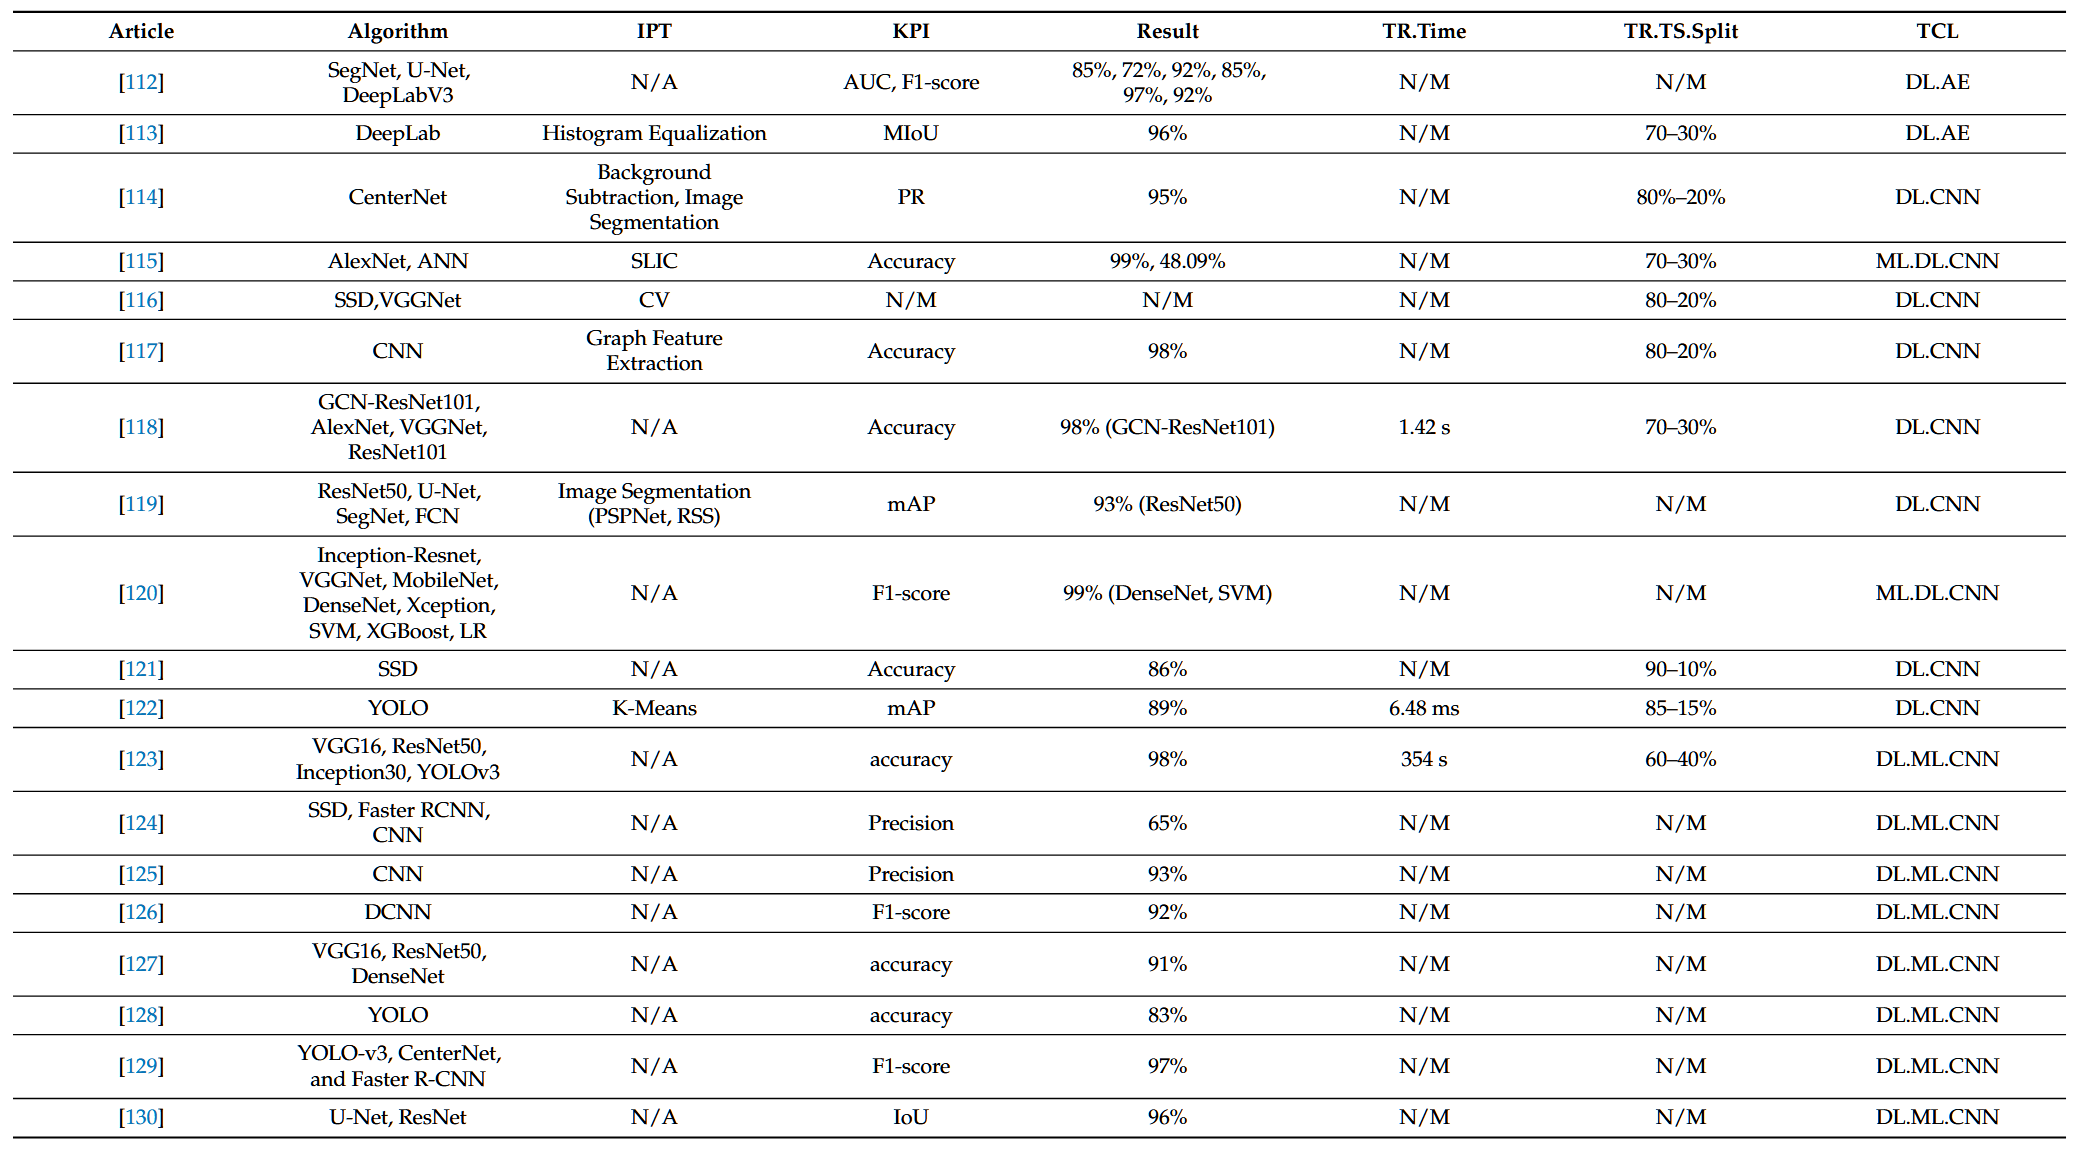 Article Algorithm IPT KPI Result TR.Time TR.TS.Split TCL
[112] SegNet, U-Net, DeepLabV3 N/A AUC, F1-score 85%, 72%, 92%, 85%, 97%, 92% N/M N/M DL.AE
[113] DeepLab Histogram Equalization MIoU 96% N/M 70–30% DL.AE
[114] CenterNet Background Subtraction, Image Segmentation PR 95% N/M 80%–20% DL.CNN
[115] AlexNet, ANN SLIC Accuracy 99%, 48.09% N/M 70–30% ML.DL.CNN
[116] SSD,VGGNet CV N/M N/M N/M 80–20% DL.CNN
[117] CNN Graph Feature Extraction Accuracy 98% N/M 80–20% DL.CNN
[118] GCN-ResNet101, AlexNet, VGGNet, ResNet101 N/A Accuracy 98% (GCN-ResNet101) 1.42 s 70–30% DL.CNN
[119] ResNet50, U-Net, SegNet, FCN Image Segmentation (PSPNet, RSS) mAP 93% (ResNet50) N/M N/M DL.CNN
[120] Inception-Resnet, VGGNet, MobileNet, DenseNet, Xception, SVM, XGBoost, LR N/A F1-score 99% (DenseNet, SVM) N/M N/M ML.DL.CNN
[121] SSD N/A Accuracy 86% N/M 90–10% DL.CNN
[122] YOLO K-Means mAP 89% 6.48 ms 85–15% DL.CNN
[123] VGG16, ResNet50, Inception30, YOLOv3 N/A accuracy 98% 354 s 60–40% DL.ML.CNN
[124] SSD, Faster RCNN, CNN N/A Precision 65% N/M N/M DL.ML.CNN
[125] CNN N/A Precision 93% N/M N/M DL.ML.CNN
[126] DCNN N/A F1-score 92% N/M N/M DL.ML.CNN
[127] VGG16, ResNet50, DenseNet N/A accuracy 91% N/M N/M DL.ML.CNN
[128] YOLO N/A accuracy 83% N/M N/M DL.ML.CNN
[129] YOLO-v3, CenterNet, and Faster R-CNN N/A F1-score 97% N/M N/M DL.ML.CNN
[130] U-Net, ResNet N/A IoU 96% N/M N/M DL.ML.CNN